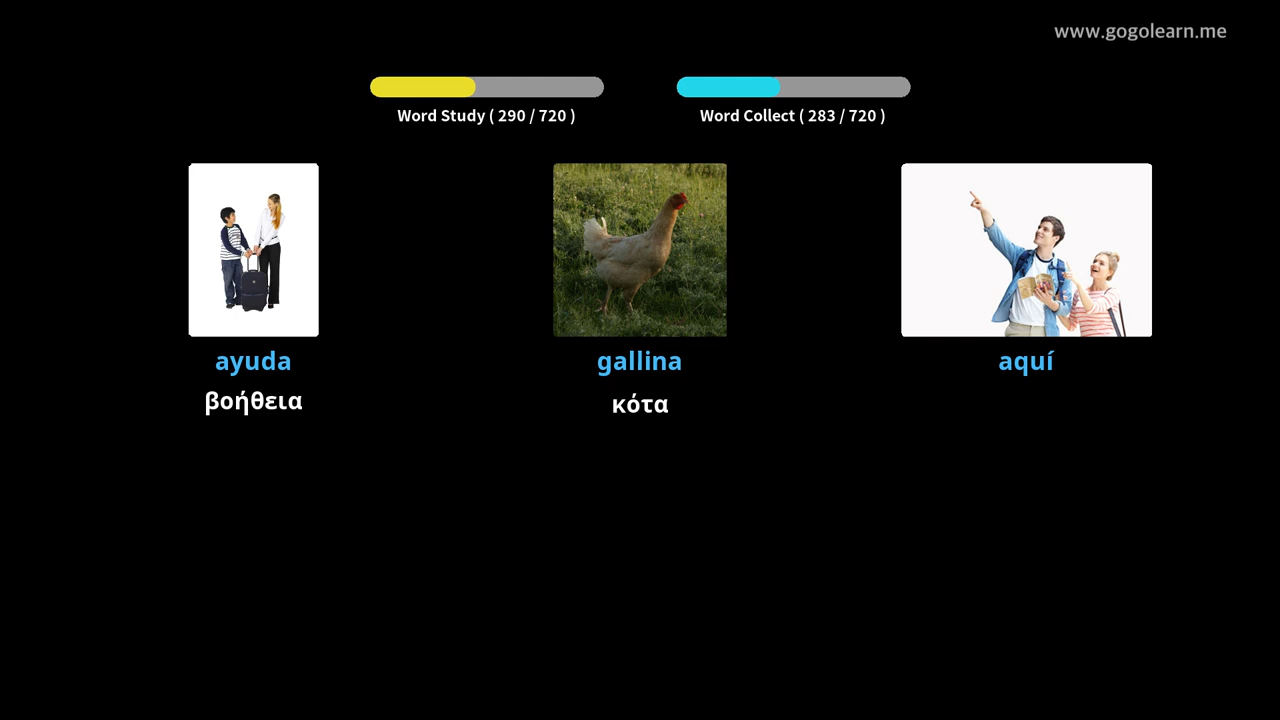 www.gogolearn.me
Word Study ( 290 / 720 )
Word Collect ( 283 / 720 )
ayuda
gallina
aquí
βοήθεια
κότα